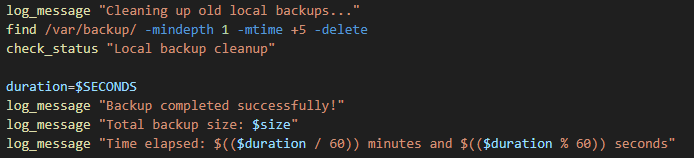 log_message "Cleaning up old local backups..."
find /var/backup/ -mindepth 1 -mtime +5 -delete
check_status "Local backup cleanup"
duration=$SECONDS
log_message "Backup completed successfully!"
log_message "Total backup size: $size"
log_message "Time elapsed: $(($duration / 60)) minutes and $(($duration % 60)) seconds"